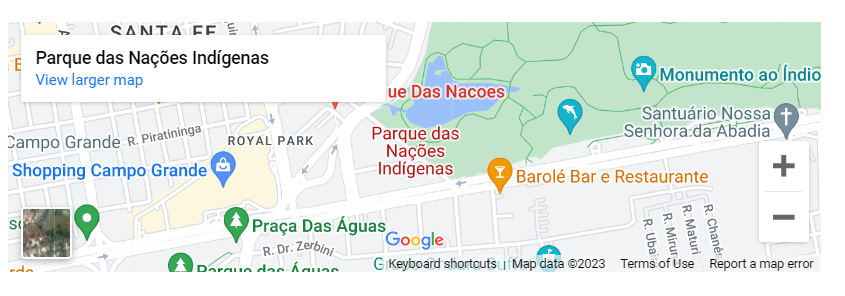 SANTA FE
Parque das Nações Indígenas
View larger map
ue Das Nacoes
Monumento ao Índio
Santuário Nossa
Senhora da Abadia
Parque das
Nações
Indígenas
Campo Grande
R. Piratininga
ROYAL PARK
Shopping Campo Grande
Barolé Bar e Restaurante
Praça Das Águas
R. Dr. Zerbini
Parque das Águas
R. Ubai
R. Mirun
R. Maturi
R. Chané
Google
Keyboard shortcuts
Map data ©2023
Terms of Use
Report a map error